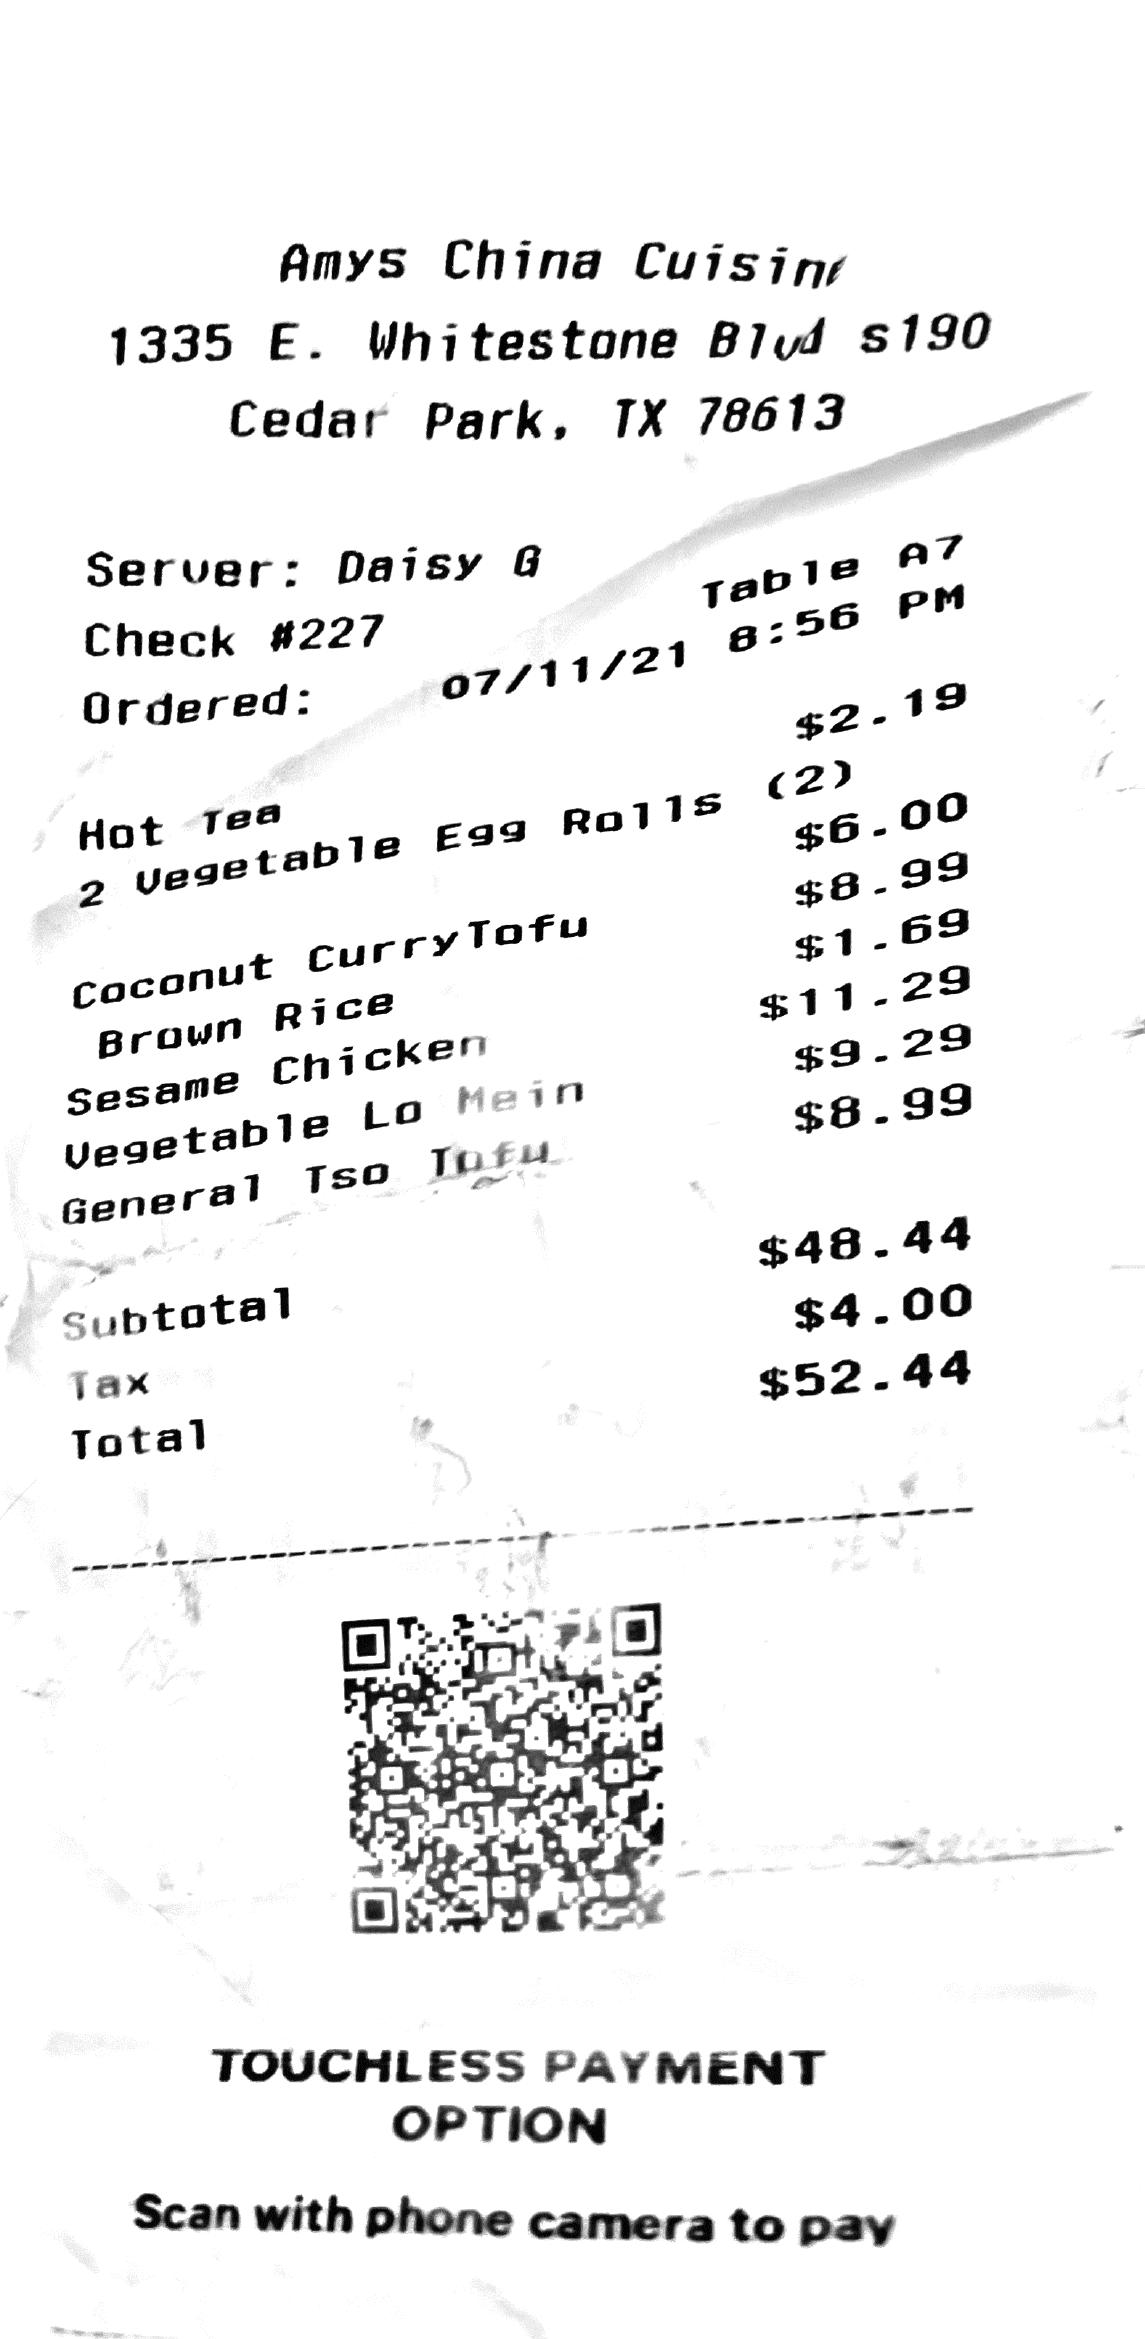 Amys China Cuisine
1335 E. Whitestone Blvd s190
Cedar Park, TX 78613
Server: Daisy G
Check #227 Table A7
Ordered: 07/11/21 8:56 PM
Hot Tea $2.19
2 Vegetable Egg Rolls (2)
$6.00
Coconut CurryTofu $8.99
Brown Rice $1.69
Sesame Chicken $11.29
Vegetable Lo Mein $9.29
General Tso Tofu $8.99
Subtotal $48.44
Tax $4.00
Total $52.44
TOUCHLESS PAYMENT
OPTION
Scan with phone camera to pay